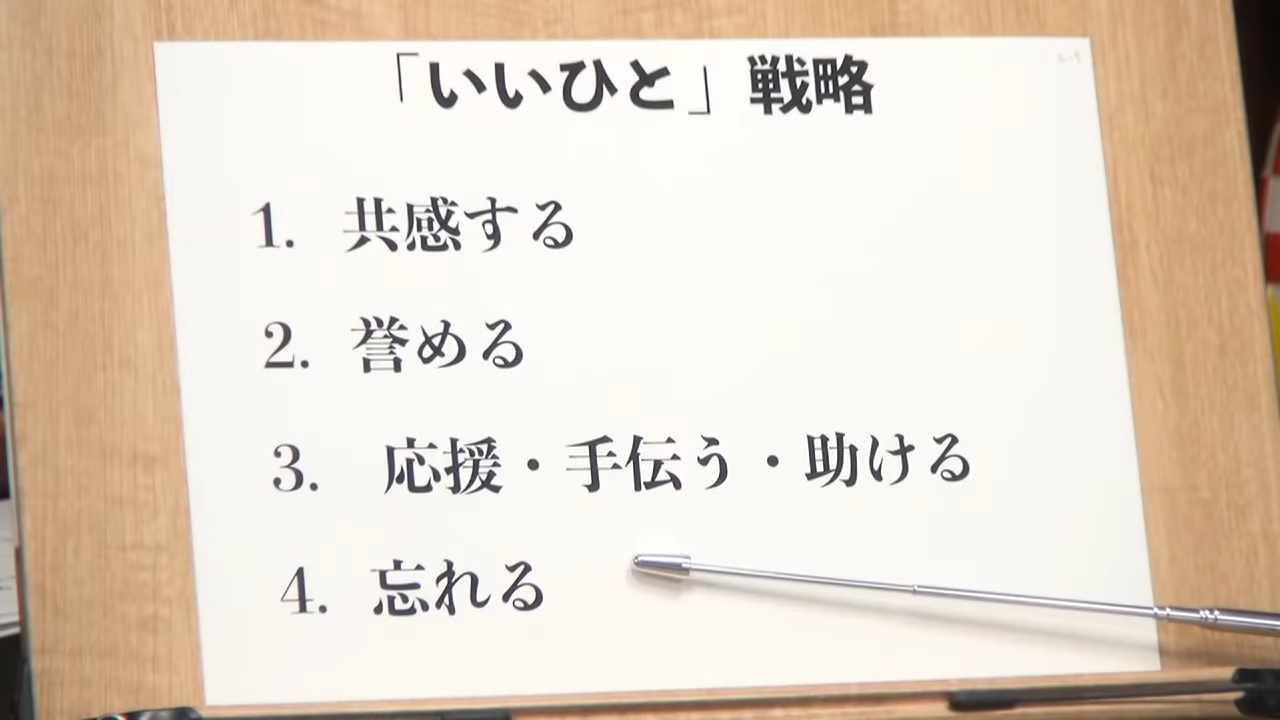 「いいひと」戦略
1. 共感する
2. 誉める
3. 応援・手伝う・助ける
4. 忘れる